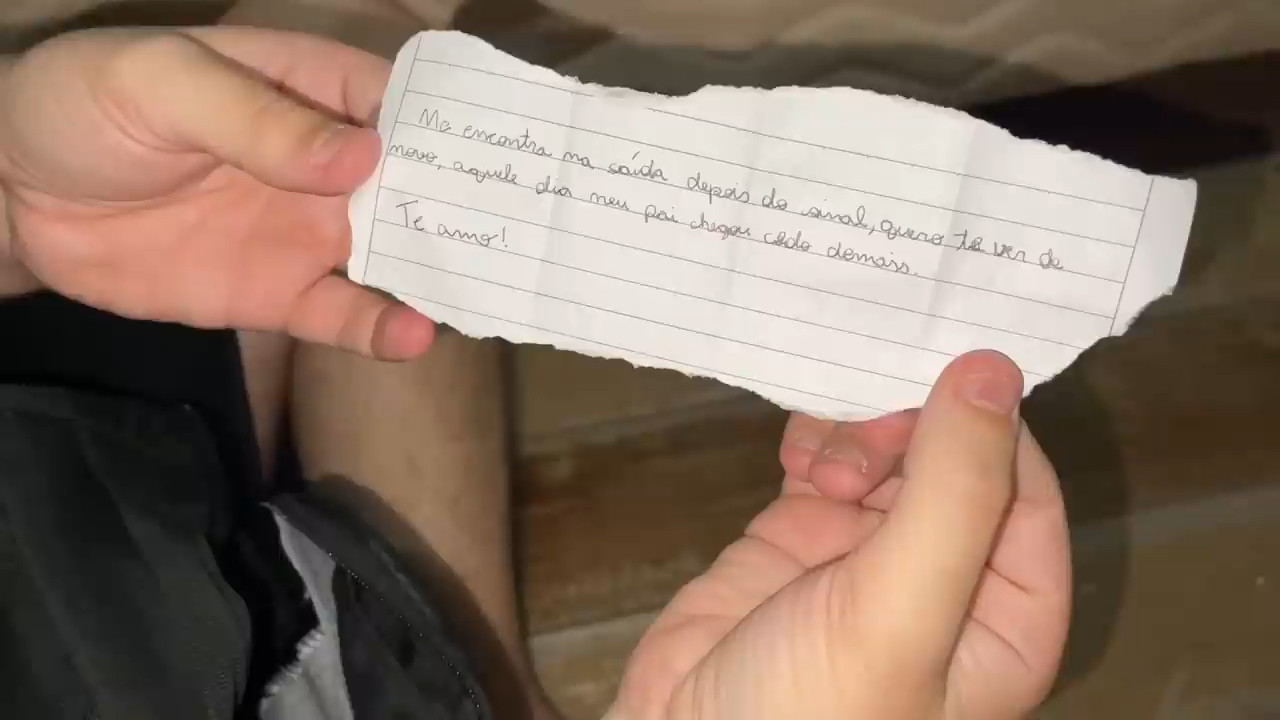 Me encontra na saída depois do sinal, quero te ver de
novo, aquele dia meu pai chegou cedo demais.
Te amo!